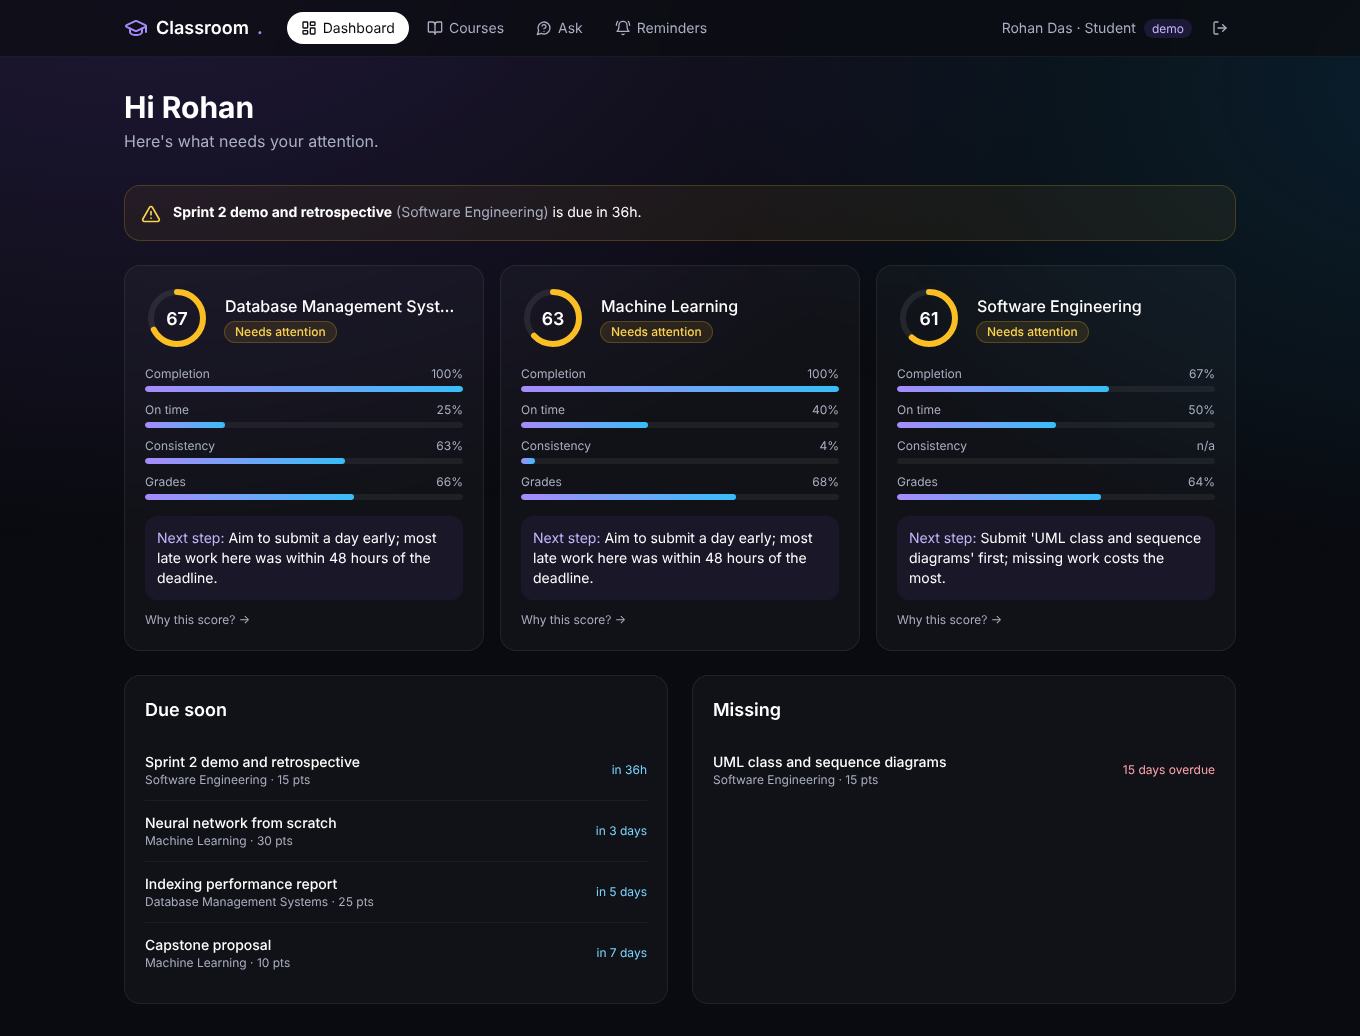 Classroom .
Dashboard
Courses
Ask
Reminders
Rohan Das · Student
demo
Hi Rohan
Here's what needs your attention.
Sprint 2 demo and retrospective (Software Engineering) is due in 36h.
67
Database Management Syst...
Needs attention
Completion 100%
On time 25%
Consistency 63%
Grades 66%
Next step: Aim to submit a day early; most
late work here was within 48 hours of the
deadline.
Why this score? →
63
Machine Learning
Needs attention
Completion 100%
On time 40%
Consistency 4%
Grades 68%
Next step: Aim to submit a day early; most
late work here was within 48 hours of the
deadline.
Why this score? →
61
Software Engineering
Needs attention
Completion 67%
On time 50%
Consistency n/a
Grades 64%
Next step: Submit 'UML class and sequence
diagrams' first; missing work costs the
most.
Why this score? →
Due soon
Sprint 2 demo and retrospective
Software Engineering · 15 pts
in 36h
Neural network from scratch
Machine Learning · 30 pts
in 3 days
Indexing performance report
Database Management Systems · 25 pts
in 5 days
Capstone proposal
Machine Learning · 10 pts
in 7 days
Missing
UML class and sequence diagrams
Software Engineering · 15 pts
15 days overdue